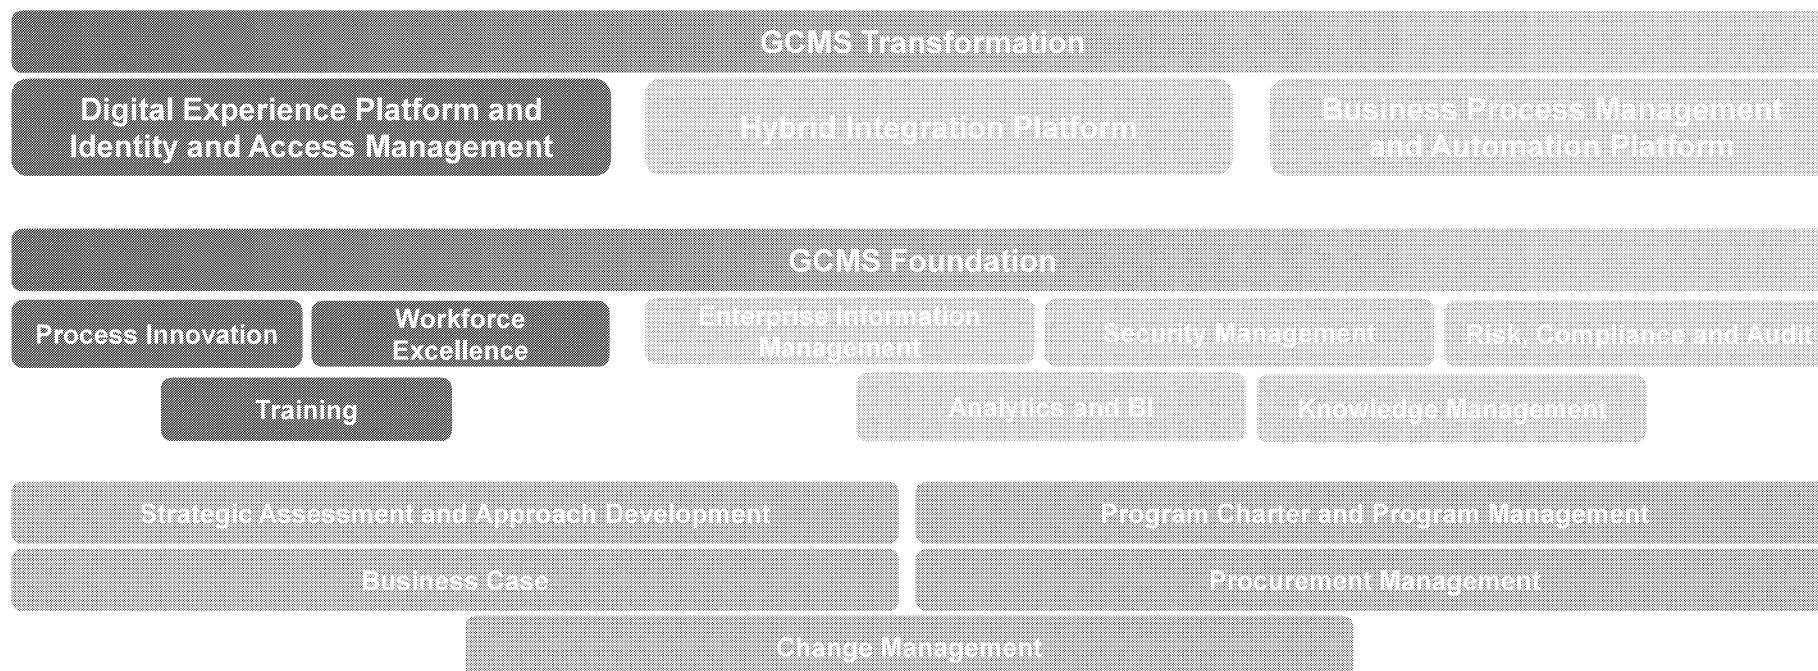 GCMS Transformation
Digital Experience Platform and
Identity and Access Management
Hybrid Integration Platform
Business Process Management
and Automation Platform
GCMS Foundation
Process Innovation
Workforce
Excellence
Enterprise Information
Management
Security Management
Risk, Compliance and Audit
Training
Analytics and BI
Knowledge Management
Strategic Assessment and Approach Development
Program Charter and Program Management
Business Case
Procurement Management
Change Management